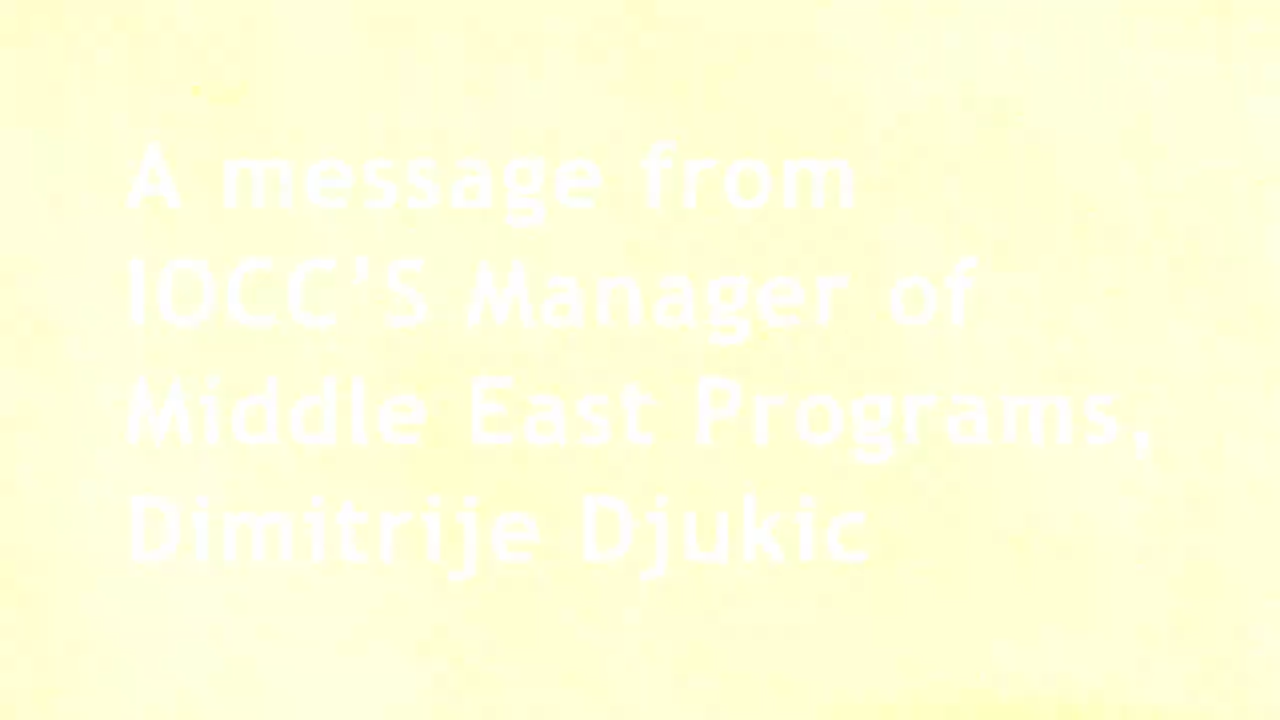 A message from
IOCC'S Manager of
Middle East Programs,
Dimitrije Djukic